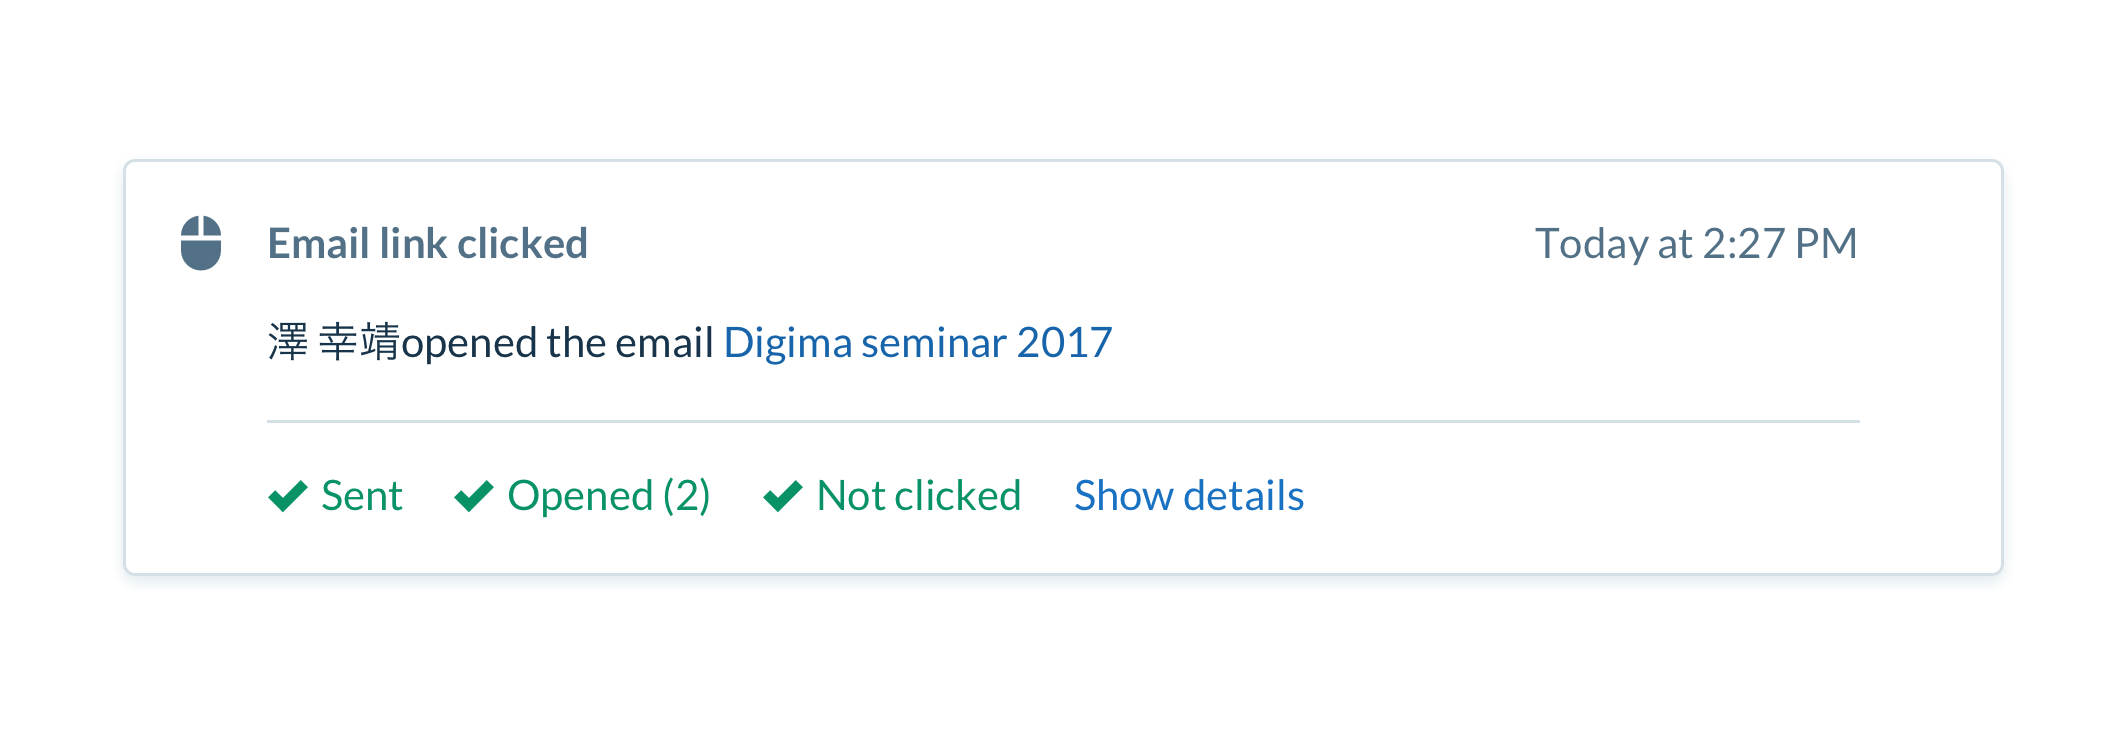 Email link clicked
Today at 2:27 PM
澤 幸靖opened the email Digima seminar 2017
Sent
Opened (2)
Not clicked
Show details